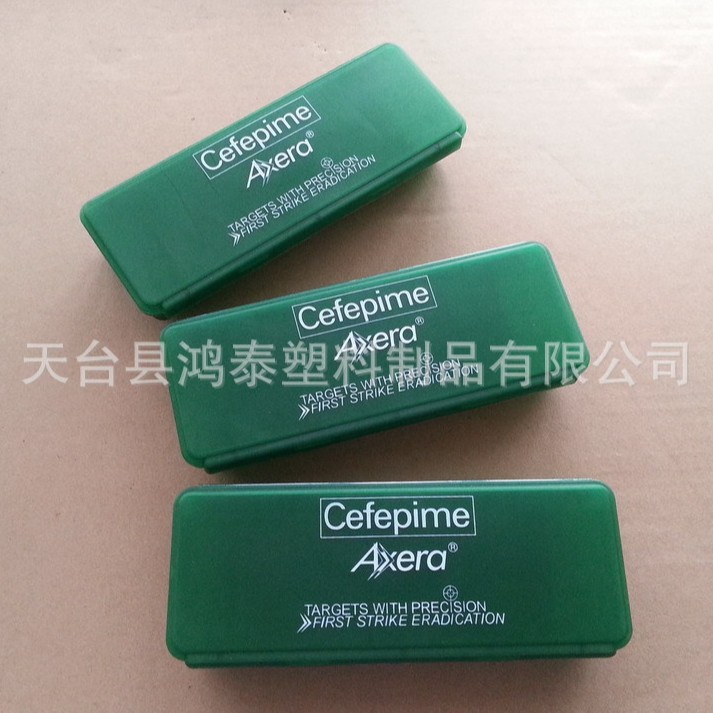 Cefepime
Axera®
TARGETS WITH PRECISION
FIRST STRIKE ERADICATION
Cefepime
Axera®
TARGETS WITH PRECISION
FIRST STRIKE ERADICATION
天台县鸿泰塑料制品有限公司
Cefepime
Axera®
TARGETS WITH PRECISION
FIRST STRIKE ERADICATION